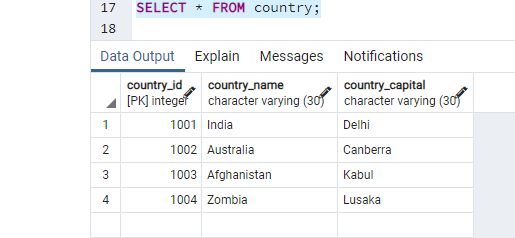 17 SELECT * FROM country;
18
Data Output Explain Messages Notifications
country_id country_name country_capital
[PK] integer character varying (30) character varying (30)
1 1001 India Delhi
2 1002 Australia Canberra
3 1003 Afghanistan Kabul
4 1004 Zombia Lusaka